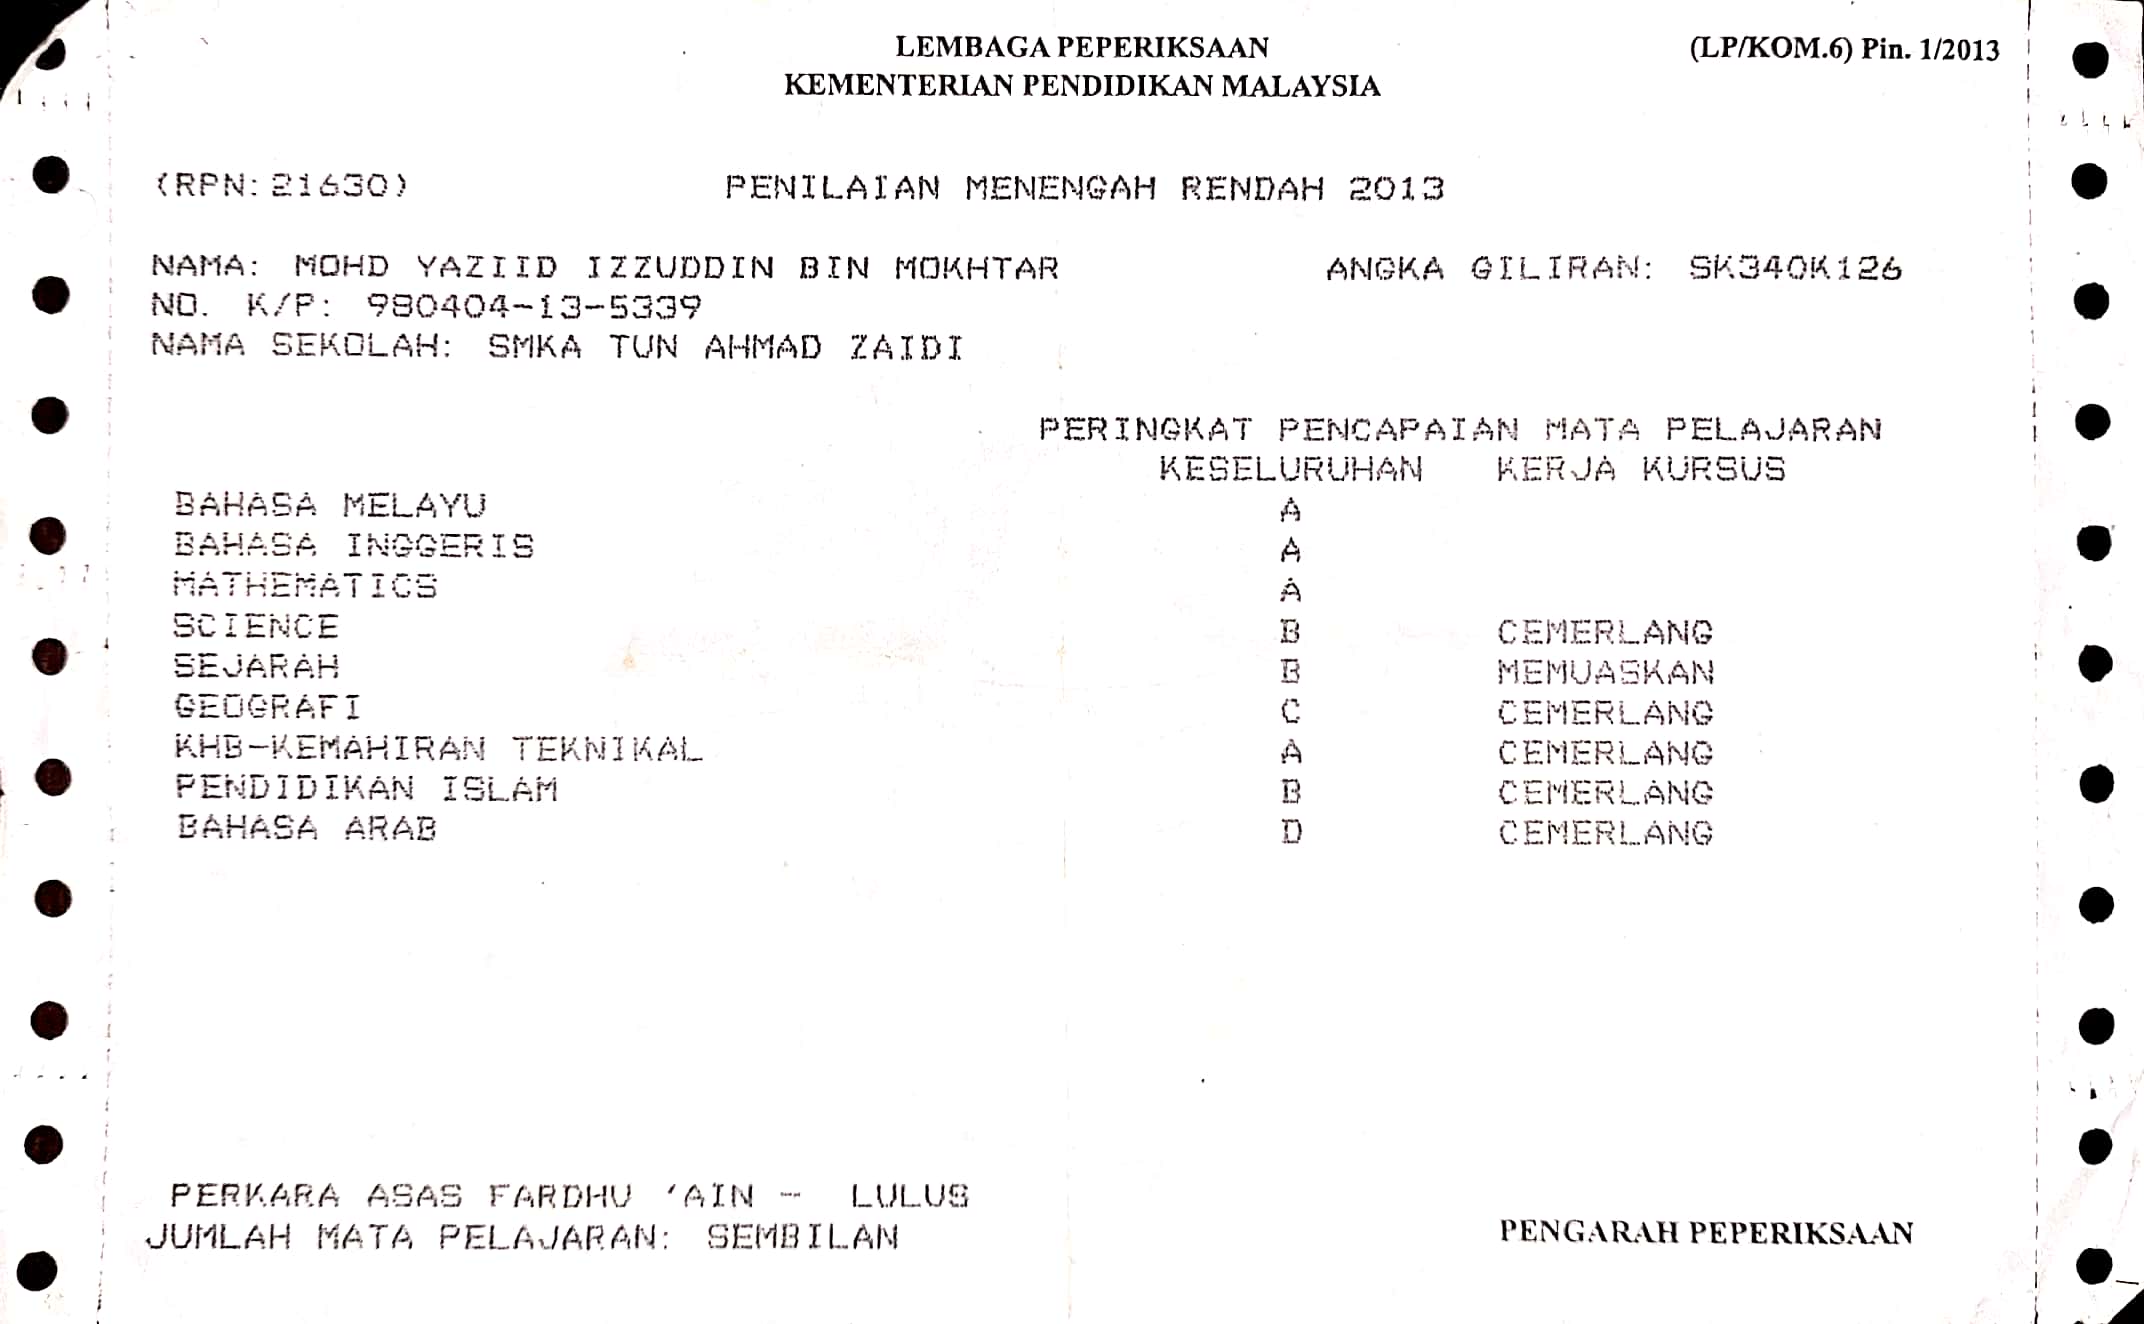 LEMBAGA PEPERIKSAAN
KEMENTERIAN PENDIDIKAN MALAYSIA
(LP/KOM.6) Pin. 1/2013
(RPN: 21630)
PENILAIAN MENENGAH RENDAH 2013
NAMA: MOHD YAZIID IZZUDDIN BIN MOKHTAR ANGKA GILIRAN: SK340K126
NO. K/P: 980404-13-5339
NAMA SEKOLAH: SMKA TUN AHMAD ZAIDI
PERINGKAT PENCAPAIAN MATA PELAJARAN
KESELURUHAN KERJA KURSUS
BAHASA MELAYU A
BAHASA INGGERIS A
MATHEMATICS A
SCIENCE B CEMERLANG
SEJARAH B MEMUASKAN
GEOGRAFI C CEMERLANG
KHB-KEMAHIRAN TEKNIKAL A CEMERLANG
PENDIDIKAN ISLAM B CEMERLANG
BAHASA ARAB D CEMERLANG
PERKARA ASAS FARDHU 'AIN - LULUS
JUMLAH MATA PELAJARAN: SEMBILAN
PENGARAH PEPERIKSAAN